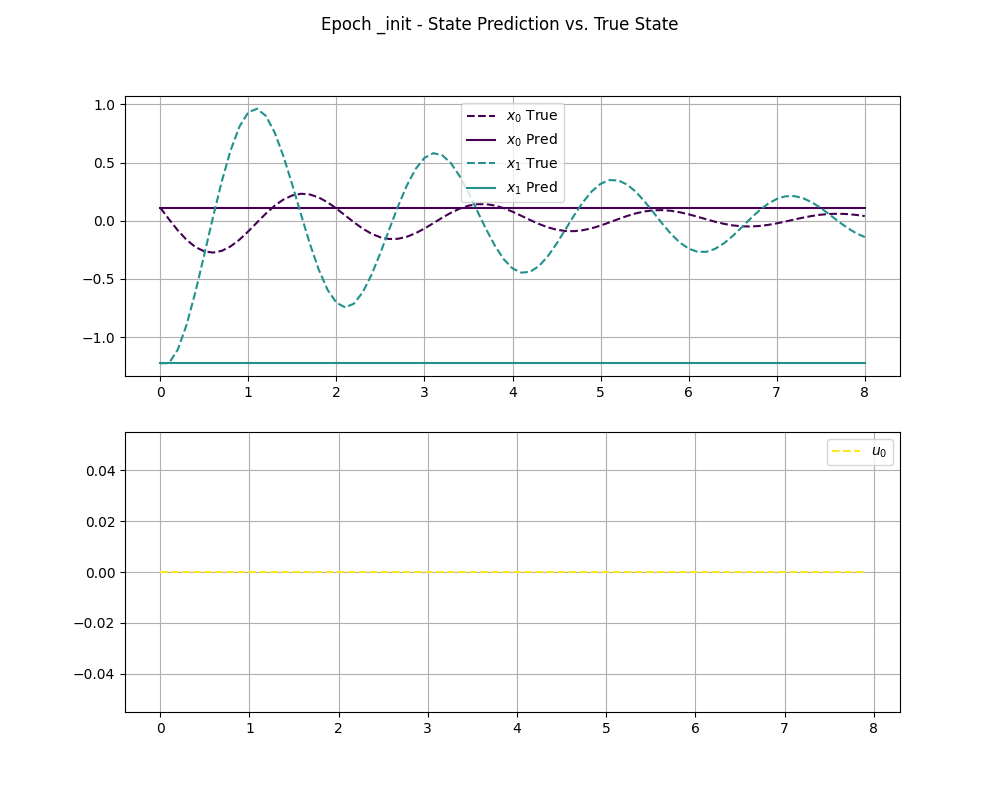 Epoch _init - State Prediction vs. True State
1.0
0.5
0.0
−0.5
−1.0
x₀ True
x₀ Pred
x₁ True
x₁ Pred
0 1 2 3 4 5 6 7 8
0.04
0.02
0.00
−0.02
−0.04
u₀
0 1 2 3 4 5 6 7 8